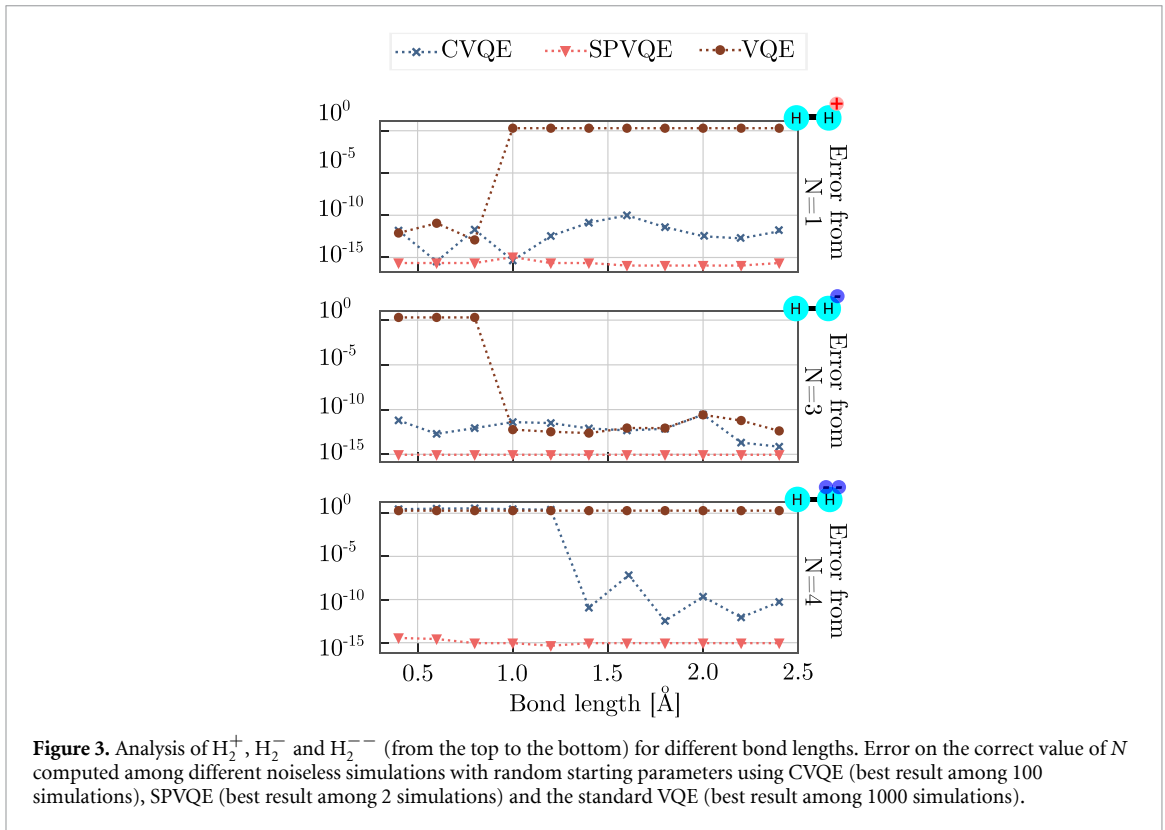 CVQE SPVQE VQE
10^0
10^-5
10^-10
10^-15
H H +
Error from
N=1
10^0
10^-5
10^-10
10^-15
H H -
Error from
N=3
10^0
10^-5
10^-10
10^-15
H H - -
Error from
N=4
0.5 1.0 1.5 2.0 2.5
Bond length [Å]
Figure 3. Analysis of H₂⁺, H₂⁻ and H₂⁻⁻ (from the top to the bottom) for different bond lengths. Error on the correct value of N
computed among different noiseless simulations with random starting parameters using CVQE (best result among 100
simulations), SPVQE (best result among 2 simulations) and the standard VQE (best result among 1000 simulations).